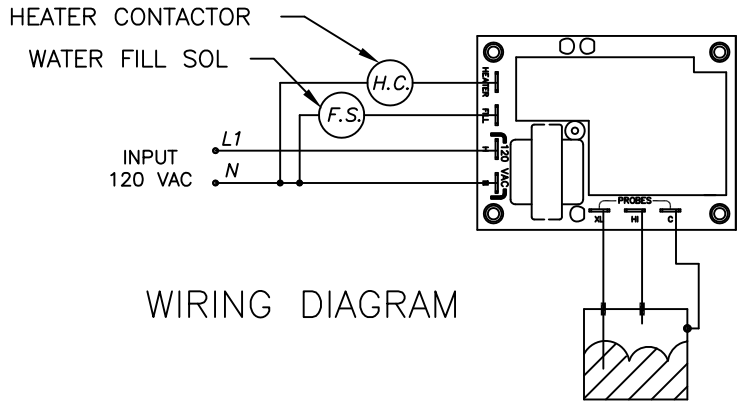 HEATER CONTACTOR
WATER FILL SOL
H.C.
F.S.
HEATER
FILL
L1
INPUT
120 VAC
N
H
120 VAC
N
PROBES
XL
HI
C
WIRING DIAGRAM